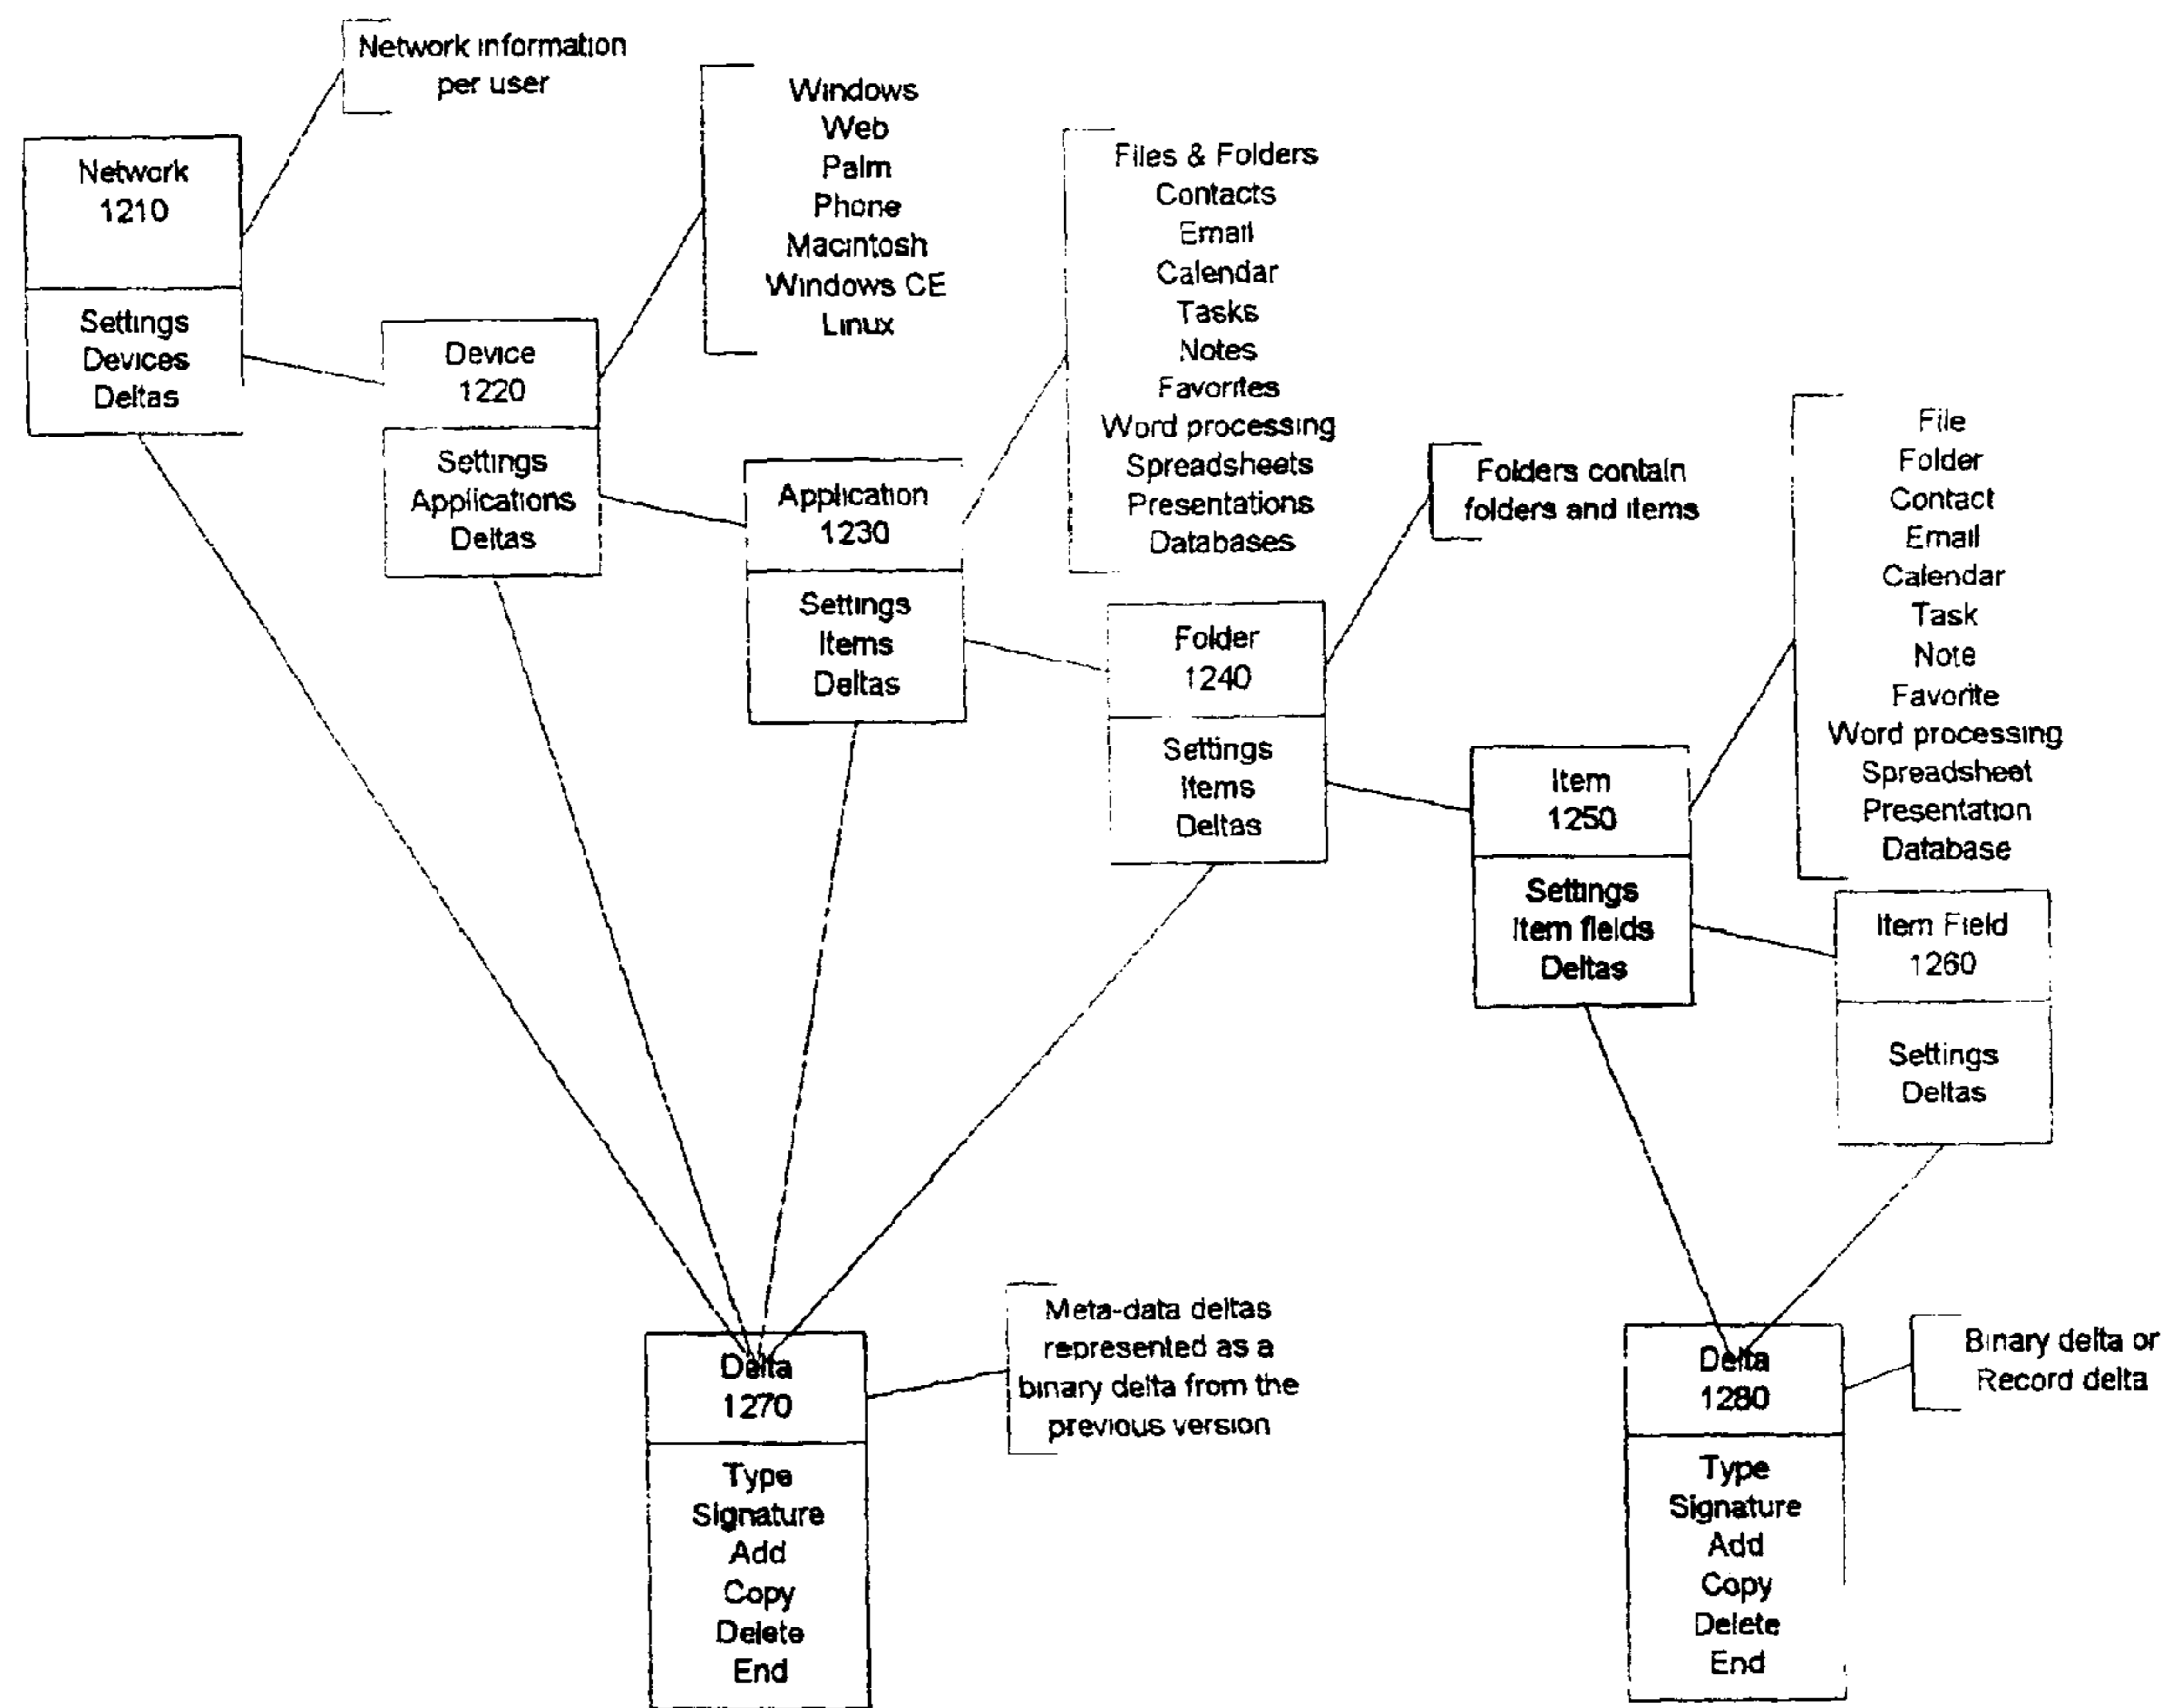 Network information
per user
Network
1210
Settings
Devices
Deltas
Windows
Web
Palm
Phone
Macintosh
Windows CE
Linux
Device
1220
Settings
Applications
Deltas
Files & Folders
Contacts
Email
Calendar
Tasks
Notes
Favorites
Word processing
Spreadsheets
Presentations
Databases
Application
1230
Settings
Items
Deltas
Folders contain
folders and items
Folder
1240
Settings
Items
Deltas
File
Folder
Contact
Email
Calendar
Task
Note
Favorite
Word processing
Spreadsheet
Presentation
Database
Item
1250
Settings
Item fields
Deltas
Item Field
1260
Settings
Deltas
Meta-data deltas
represented as a
binary delta from the
previous version
Delta
1270
Type
Signature
Add
Copy
Delete
End
Binary delta or
Record delta
Delta
1280
Type
Signature
Add
Copy
Delete
End